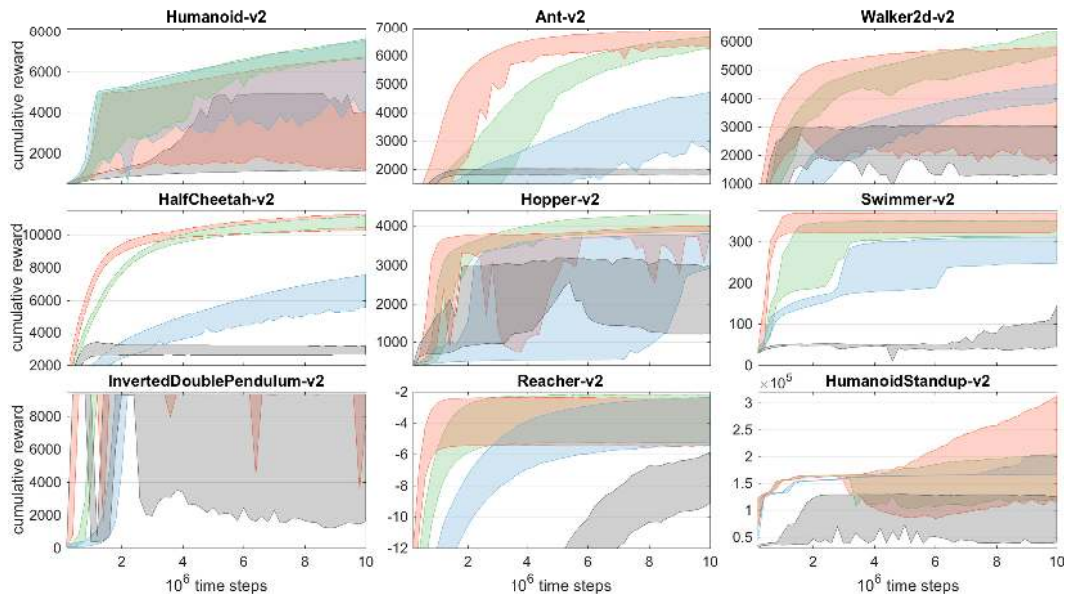 Humanoid-v2
Ant-v2
Walker2d-v2
cumulative reward
8000
6000
4000
2000
7000
6000
5000
4000
3000
2000
6000
5000
4000
3000
2000
1000
HalfCheetah-v2
Hopper-v2
Swimmer-v2
cumulative reward
10000
8000
6000
4000
2000
4000
3000
2000
1000
300
200
100
0
InvertedDoublePendulum-v2
Reacher-v2
HumanoidStandup-v2
cumulative reward
8000
6000
4000
2000
0
-2
-4
-6
-8
-10
-12
×10⁵
3
2.5
2
1.5
1
0.5
2 4 6 8 10
2 4 6 8 10
2 4 6 8 10
10⁶ time steps
10⁶ time steps
10⁶ time steps